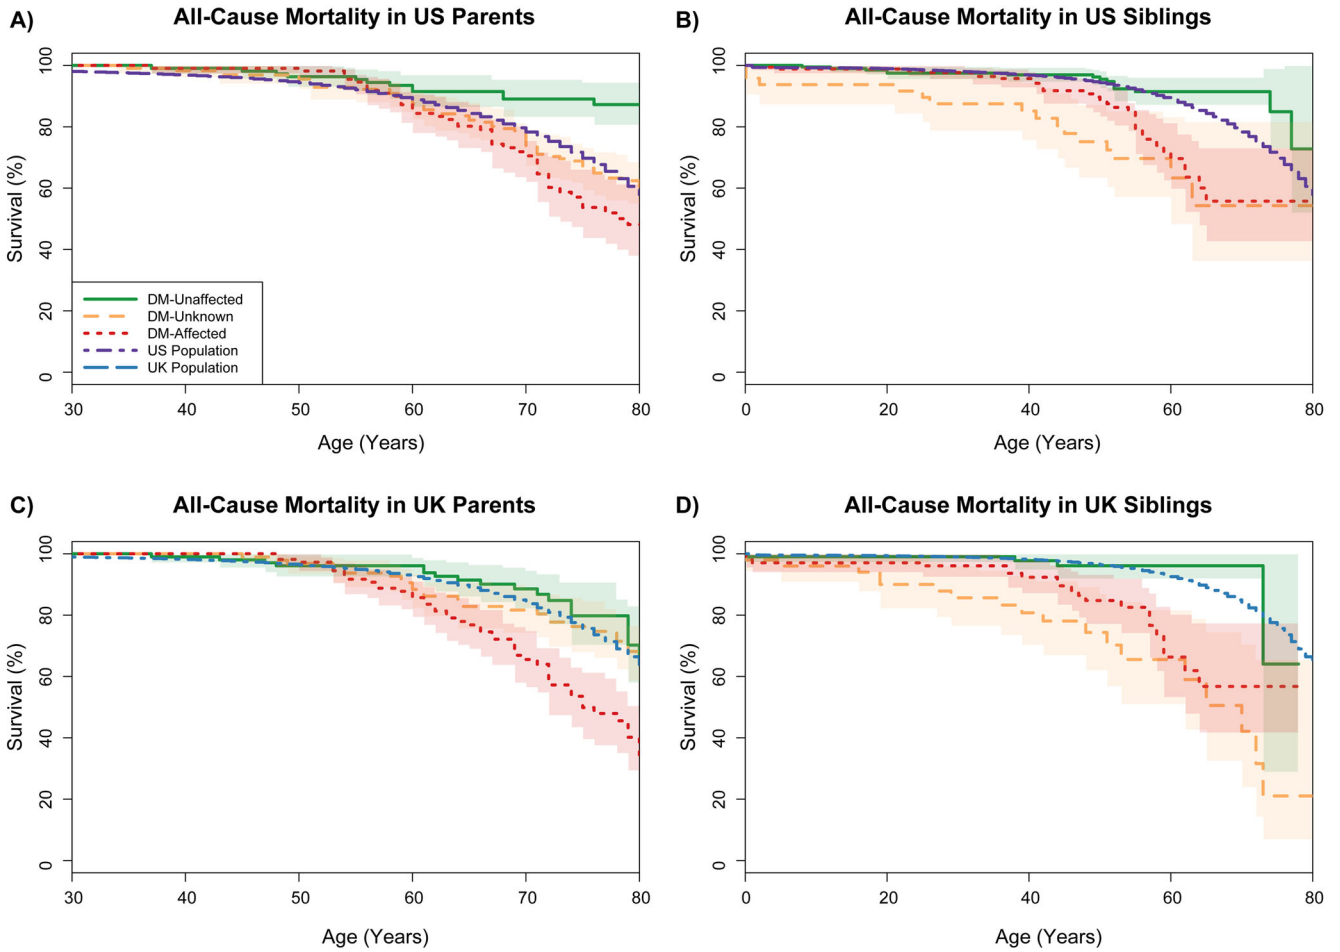 A) All-Cause Mortality in US Parents
Survival (%)
100
80
60
40
20
0
DM-Unaffected
DM-Unknown
DM-Affected
US Population
UK Population
30 40 50 60 70 80
Age (Years)
B) All-Cause Mortality in US Siblings
Survival (%)
100
80
60
40
20
0
0 20 40 60 80
Age (Years)
C) All-Cause Mortality in UK Parents
Survival (%)
100
80
60
40
20
0
30 40 50 60 70 80
Age (Years)
D) All-Cause Mortality in UK Siblings
Survival (%)
100
80
60
40
20
0
0 20 40 60 80
Age (Years)